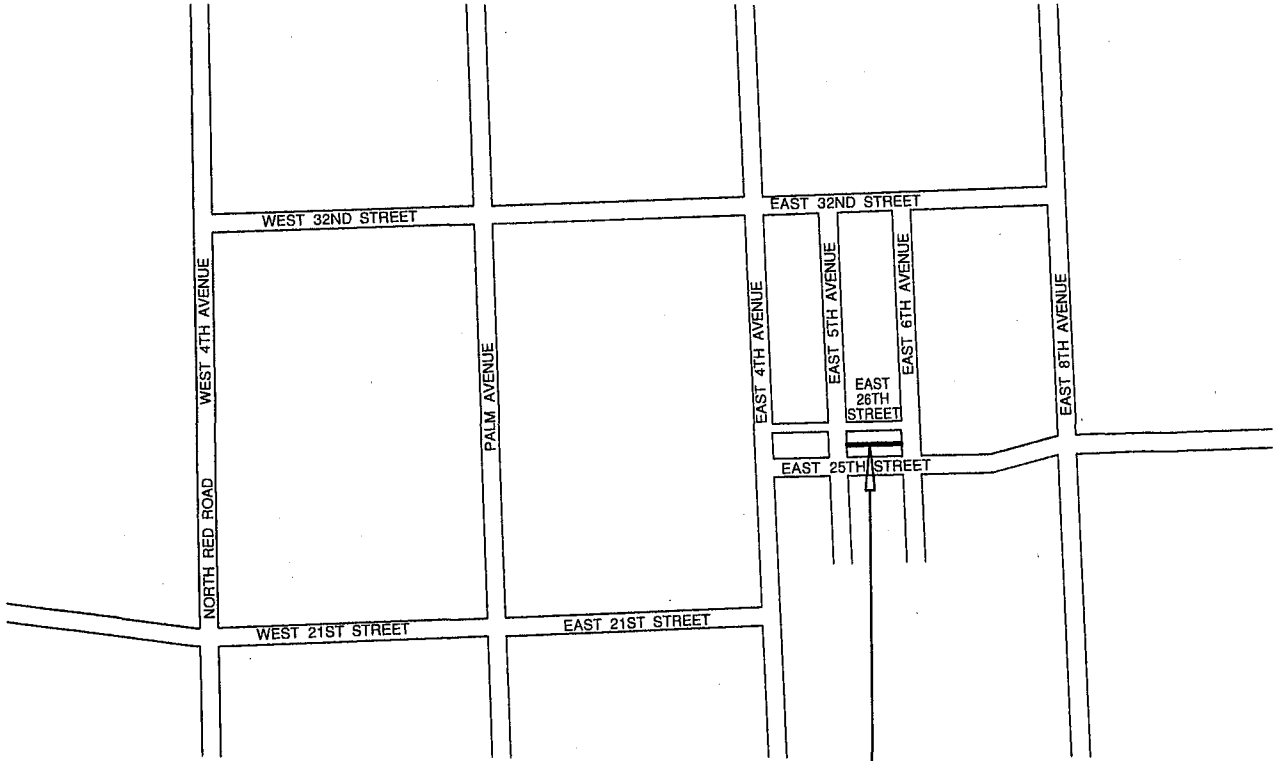 WEST 32ND STREET
EAST 32ND STREET
WEST 4TH AVENUE
NORTH RED ROAD
PALM AVENUE
EAST 4TH AVENUE
EAST 5TH AVENUE
EAST 6TH AVENUE
EAST 8TH AVENUE
EAST
26TH
STREET
EAST 25TH STREET
WEST 21ST STREET
EAST 21ST STREET